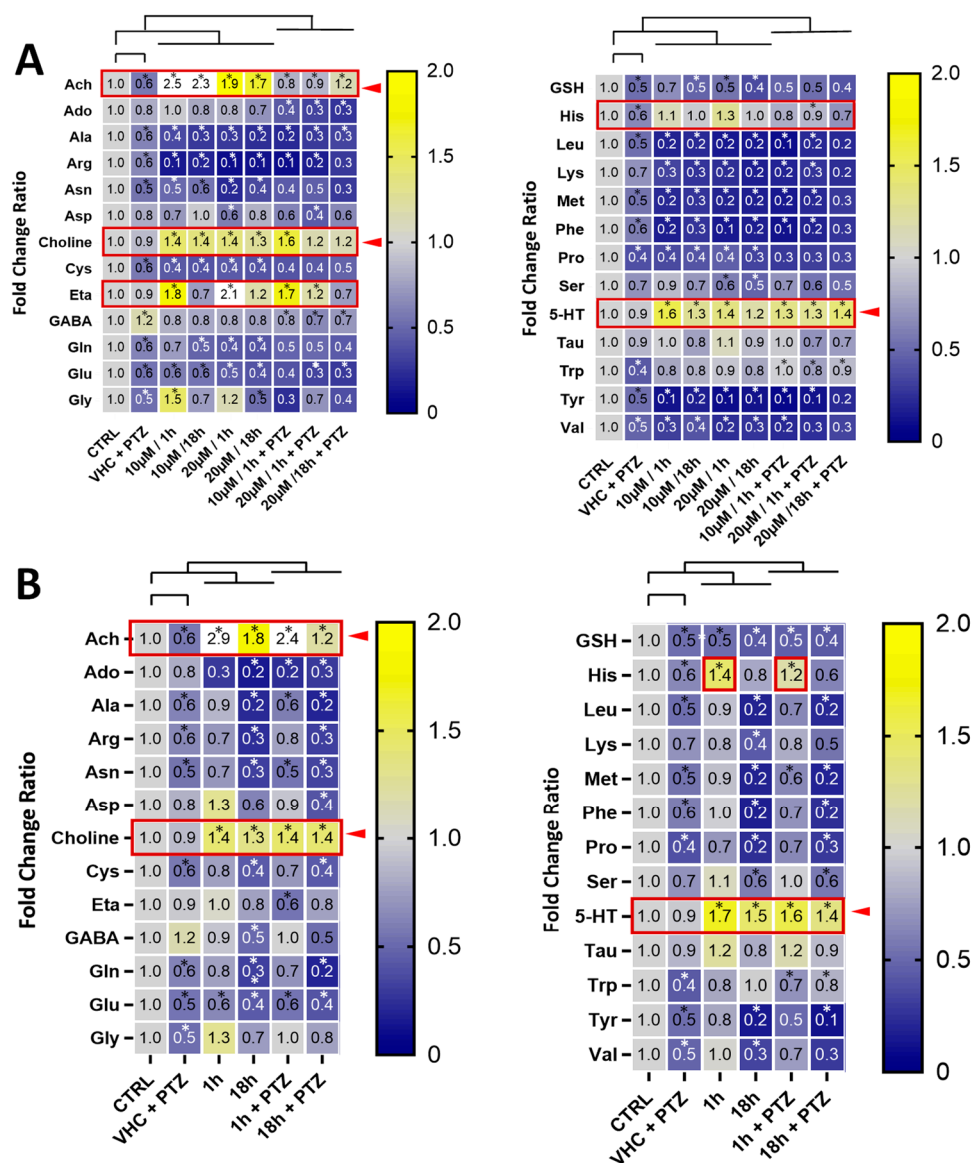 A
Fold Change Ratio
Ach 1.0 0.6* 2.5* 2.3* 1.9* 1.7* 0.8* 0.9* 1.2*
Ado 1.0 0.8 1.0 0.8 0.8 0.7 0.4* 0.3* 0.3*
Ala 1.0 0.6* 0.4* 0.3* 0.3* 0.2* 0.2* 0.3* 0.3*
Arg 1.0 0.6* 0.1* 0.2* 0.1* 0.1* 0.1* 0.2* 0.3
Asn 1.0 0.5* 0.5* 0.6* 0.2* 0.4* 0.4 0.5 0.3
Asp 1.0 0.8 0.7 1.0 0.6* 0.8 0.6 0.4* 0.6
Choline 1.0 0.9 1.4* 1.4* 1.4* 1.3* 1.6* 1.2 1.2
Cys 1.0 0.6* 0.4* 0.4* 0.4* 0.4* 0.4 0.4 0.5
Eta 1.0 0.9 1.8* 0.7 2.1* 1.2 1.7* 1.2* 0.7
GABA 1.0 1.2* 0.8 0.8 0.8 0.8 0.8* 0.7* 0.7*
Gln 1.0 0.6* 0.7 0.5* 0.4* 0.4* 0.5 0.5 0.4
Glu 1.0 0.6* 0.6* 0.6* 0.5* 0.4* 0.4 0.3* 0.3*
Gly 1.0 0.5* 1.5* 0.7 1.2 0.5* 0.3 0.7 0.4
CTRL
VHC + PTZ
10µM / 1h
10µM /18h
20µM / 1h
20µM / 18h
10µM / 1h + PTZ
20µM / 1h + PTZ
20µM /18h + PTZ
2.0
1.5
1.0
0.5
0
Fold Change Ratio
GSH 1.0 0.5* 0.7 0.5* 0.5* 0.4* 0.5 0.5 0.4
His 1.0 0.6* 1.1 1.0 1.3 1.0 0.8 0.9* 0.7
Leu 1.0 0.5* 0.2* 0.2* 0.2* 0.2* 0.1* 0.2 0.2
Lys 1.0 0.7 0.3* 0.3* 0.2* 0.2* 0.2* 0.3* 0.3
Met 1.0 0.5* 0.2* 0.2* 0.2* 0.2* 0.2* 0.2* 0.3
Phe 1.0 0.6* 0.2* 0.3* 0.1* 0.2* 0.1* 0.2* 0.3
Pro 1.0 0.4* 0.4* 0.4* 0.4* 0.3* 0.3 0.3 0.3
Ser 1.0 0.7 0.9 0.7 0.6* 0.5* 0.7 0.6 0.5
5-HT 1.0 0.9 1.6* 1.3* 1.4* 1.2 1.3* 1.3* 1.4*
Tau 1.0 0.9 1.0 0.8 1.1 0.9 1.0 0.7 0.7
Trp 1.0 0.4* 0.8 0.8 0.9 0.8 1.0* 0.8* 0.9*
Tyr 1.0 0.5* 0.1* 0.2* 0.1* 0.1* 0.1* 0.1* 0.2
Val 1.0 0.5* 0.3* 0.4* 0.2* 0.3* 0.2* 0.3 0.3
CTRL
VHC + PTZ
10µM / 1h
10µM /18h
20µM / 1h
20µM / 18h
10µM / 1h + PTZ
20µM / 1h + PTZ
20µM /18h + PTZ
2.0
1.5
1.0
0.5
0
B
Fold Change Ratio
Ach 1.0 0.6* 2.9* 1.8* 2.4* 1.2*
Ado 1.0 0.8 0.3 0.2* 0.2* 0.3*
Ala 1.0 0.6* 0.9 0.2* 0.6* 0.2*
Arg 1.0 0.6* 0.7 0.3* 0.8 0.3*
Asn 1.0 0.5* 0.7 0.3* 0.5* 0.3*
Asp 1.0 0.8 1.3 0.6 0.9 0.4*
Choline 1.0 0.9 1.4* 1.3* 1.4* 1.4*
Cys 1.0 0.6* 0.8 0.4* 0.7 0.4*
Eta 1.0 0.9 1.0 0.8 0.6* 0.8
GABA 1.0 1.2 0.9 0.5* 1.0 0.5
Gln 1.0 0.6* 0.8 0.3* 0.7 0.2*
Glu 1.0 0.5* 0.6* 0.4* 0.6* 0.4*
Gly 1.0 0.5* 1.3 0.7 1.0 0.8
CTRL
VHC + PTZ
1h
18h
1h + PTZ
18h + PTZ
2.0
1.5
1.0
0.5
0
Fold Change Ratio
GSH 1.0 0.5* 0.5* 0.4* 0.5* 0.4*
His 1.0 0.6* 1.4* 0.8 1.2* 0.6
Leu 1.0 0.5* 0.9 0.2* 0.7 0.2*
Lys 1.0 0.7 0.8 0.4* 0.8 0.5
Met 1.0 0.5* 0.9 0.2* 0.6* 0.2*
Phe 1.0 0.6* 1.0 0.2* 0.7 0.2*
Pro 1.0 0.4* 0.7 0.2* 0.7 0.3*
Ser 1.0 0.7 1.1 0.6* 1.0 0.6*
5-HT 1.0 0.9 1.7* 1.5* 1.6* 1.4*
Tau 1.0 0.9 1.2 0.8 1.2 0.9
Trp 1.0 0.4* 0.8 1.0 0.7* 0.8*
Tyr 1.0 0.5* 0.8 0.2* 0.5 0.1*
Val 1.0 0.5* 1.0 0.3* 0.7 0.3
CTRL
VHC + PTZ
1h
18h
1h + PTZ
18h + PTZ
2.0
1.5
1.0
0.5
0